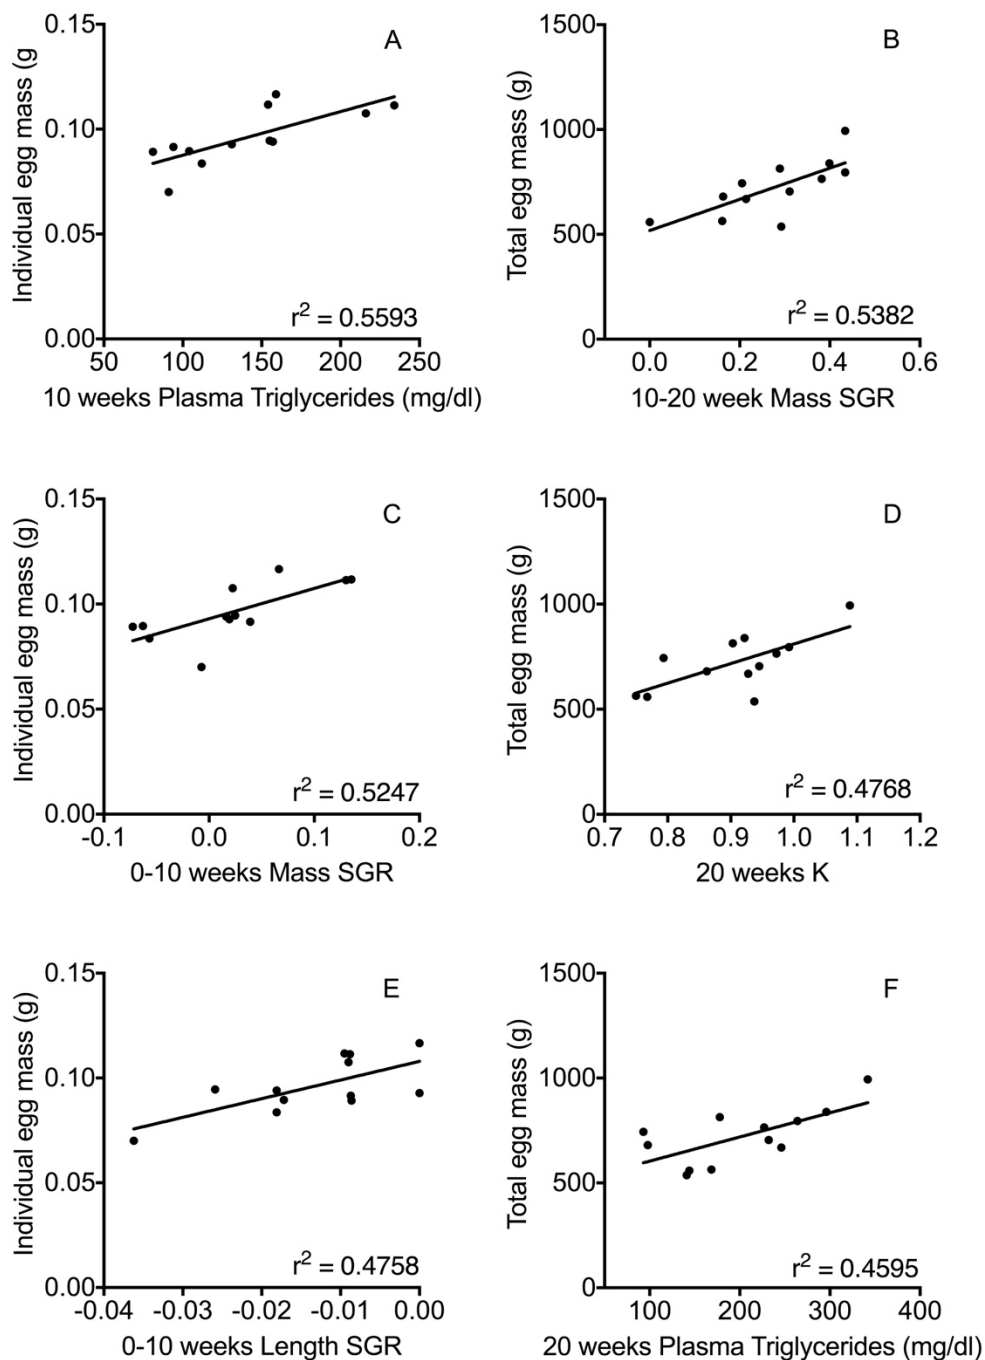 A
Individual egg mass (g
0.15
0.10
0.05
0.00
50 100 150 200 250
r² = 0.5593
10 weeks Plasma Triglycerides (mg/dl)
B
Total egg mass (g)
1500
1000
500
0
0.0 0.2 0.4 0.6
r² = 0.5382
10-20 week Mass SGR
C
Individual egg mass (g)
0.15
0.10
0.05
0.00
-0.1 0.0 0.1 0.2
r² = 0.5247
0-10 weeks Mass SGR
D
Total egg mass (g)
1500
1000
500
0
0.7 0.8 0.9 1.0 1.1 1.2
r² = 0.4768
20 weeks K
E
Individual egg mass (g)
0.15
0.10
0.05
0.00
-0.04 -0.03 -0.02 -0.01 0.00
r² = 0.4758
0-10 weeks Length SGR
F
Total egg mass (g)
1500
1000
500
0
100 200 300 400
r² = 0.4595
20 weeks Plasma Triglycerides (mg/dl)